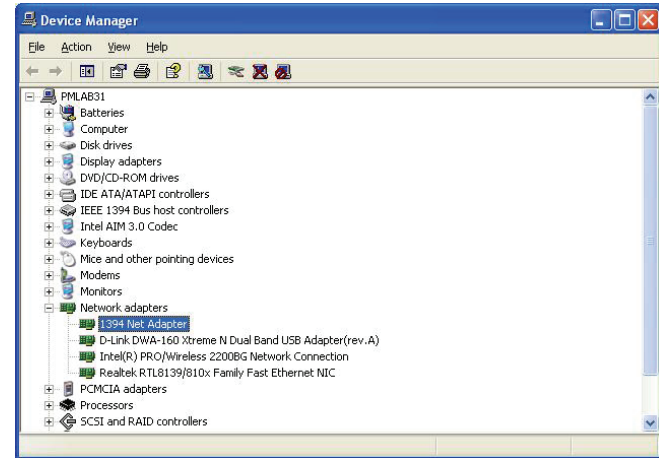 Device Manager
File Action View Help
PMLAB31
Batteries
Computer
Disk drives
Display adapters
DVD/CD-ROM drives
IDE ATA/ATAPI controllers
IEEE 1394 Bus host controllers
Intel AIM 3.0 Codec
Keyboards
Mice and other pointing devices
Modems
Monitors
Network adapters
1394 Net Adapter
D-Link DWA-160 Xtreme N Dual Band USB Adapter(rev.A)
Intel(R) PRO/Wireless 2200BG Network Connection
Realtek RTL8139/810x Family Fast Ethernet NIC
PCMCIA adapters
Processors
SCSI and RAID controllers